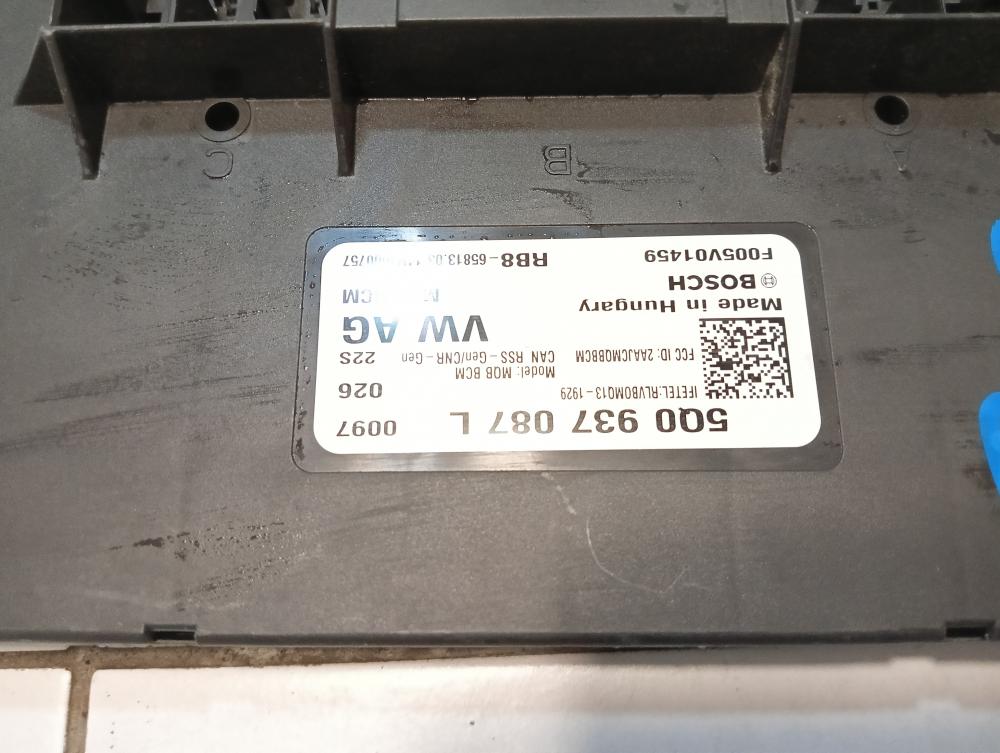 5Q0 937 087 L 0097
IFETEL:RLVBOMQ13-1929 026
Model: MQB BCM
FCC ID: 2AAJCMQBBCM CAN RSS-Gen/CNR-Gen 22S
VW AG
Made in Hungary
BOSCH
F005V01459 RB8-65813.03
A B C